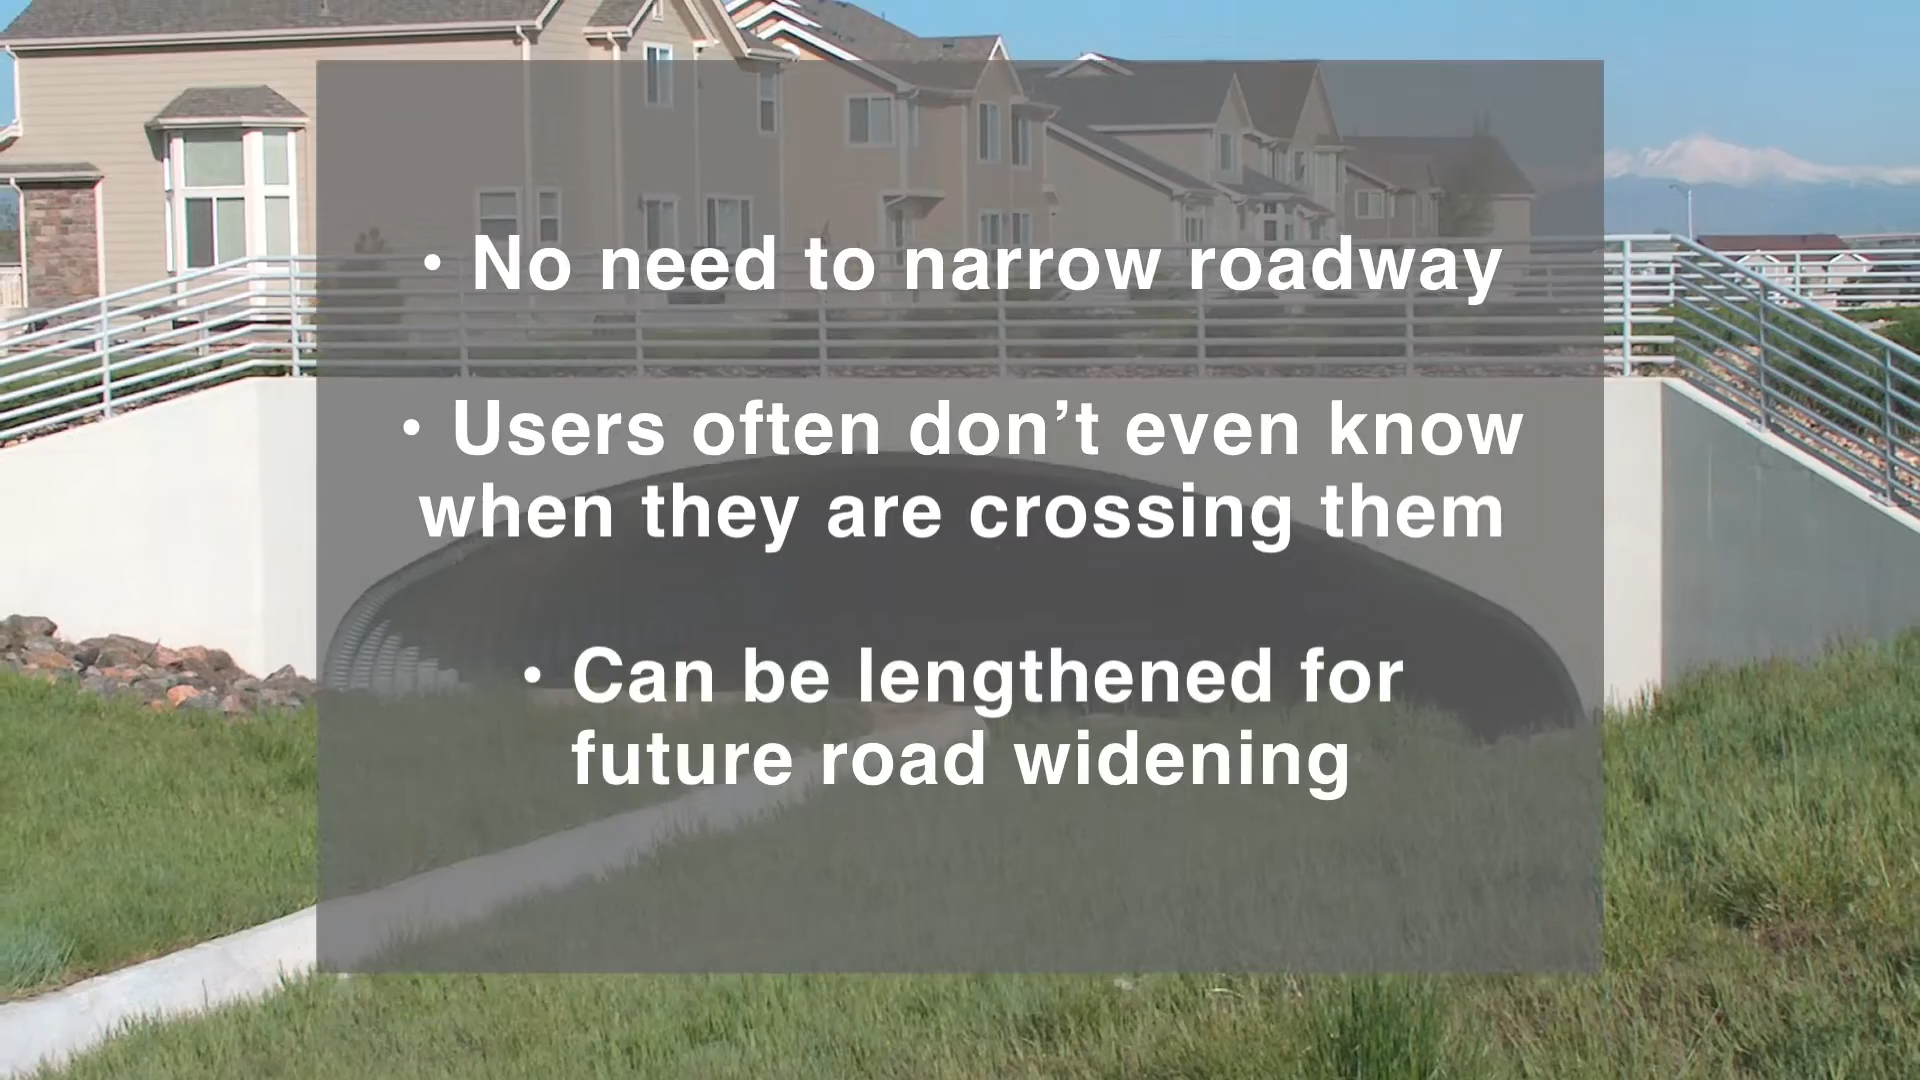 • No need to narrow roadway
• Users often don’t even know
when they are crossing them
• Can be lengthened for
future road widening